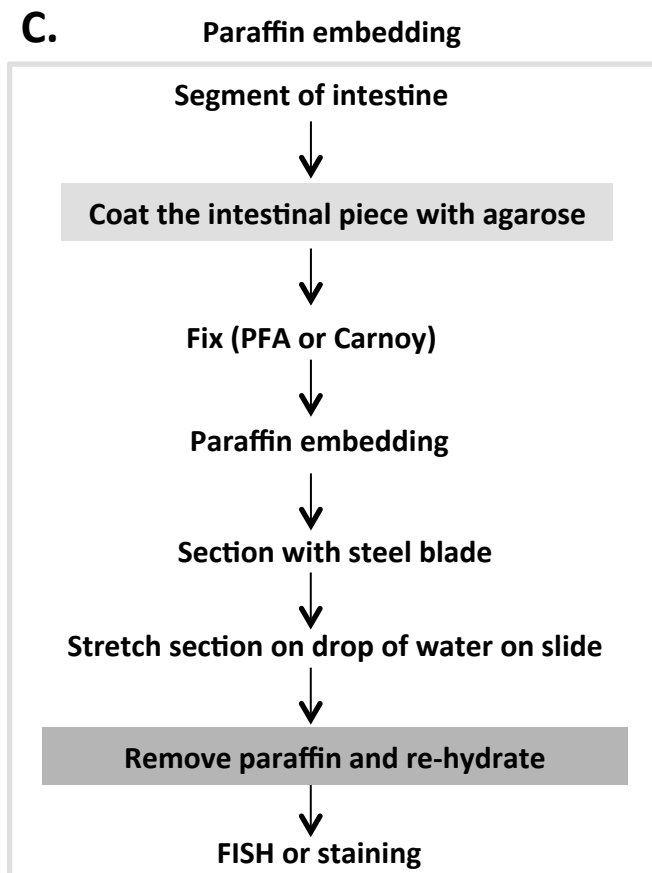 C. Paraffin embedding
Segment of intestine
Coat the intestinal piece with agarose
Fix (PFA or Carnoy)
Paraffin embedding
Section with steel blade
Stretch section on drop of water on slide
Remove paraffin and re-hydrate
FISH or staining